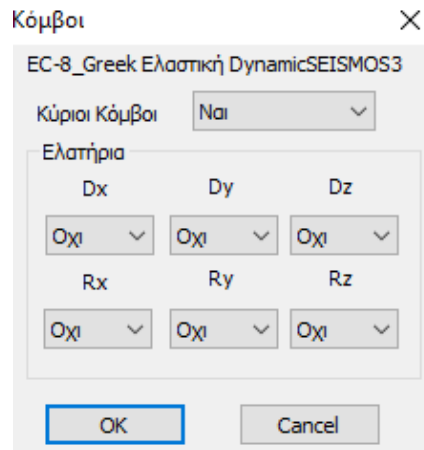 Κόμβοι
EC-8_Greek Ελαστική DynamicSEISMOS3
Κύριοι Κόμβοι Ναι
Ελατήρια
Dx Dy Dz
Οχι Οχι Οχι
Rx Ry Rz
Οχι Οχι Οχι
OK Cancel